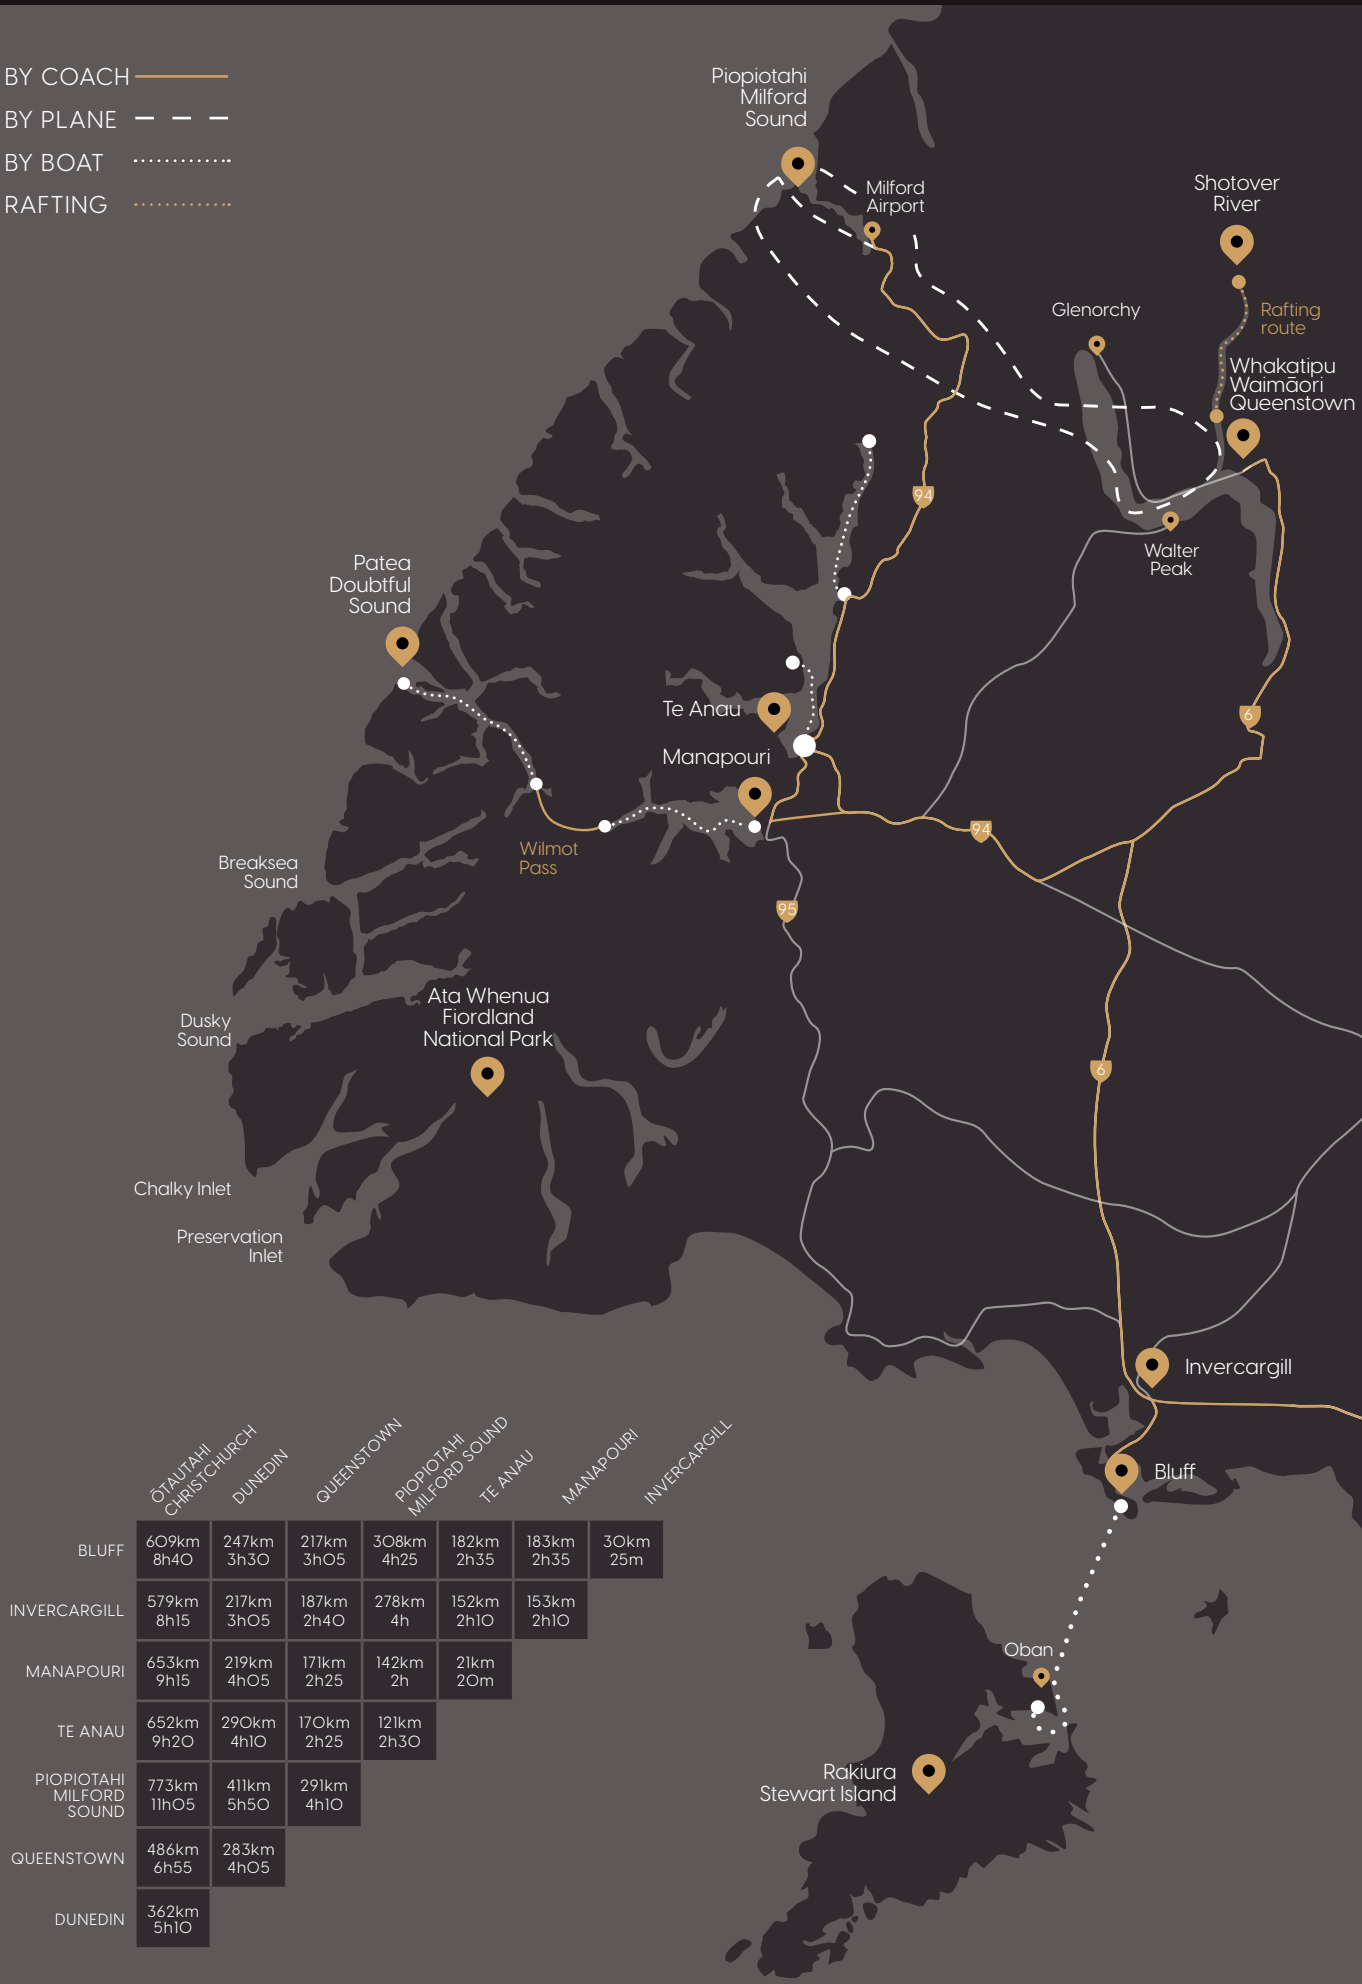 BY COACH
BY PLANE
BY BOAT
RAFTING
Piopiotahi
Milford
Sound
Milford
Airport
Shotover
River
Glenorchy
Rafting
route
Whakatipu
Waimāori
Queenstown
94
Walter
Peak
Patea
Doubtful
Sound
Te Anau
6
Manapouri
94
Wilmot
Pass
Breaksea
Sound
95
Ata Whenua
Fiordland
National Park
Dusky
Sound
6
Chalky Inlet
Preservation
Inlet
Invercargill
Bluff
Oban
Rakiura
Stewart Island
ŌTAUTAHI
CHRISTCHURCH
DUNEDIN
QUEENSTOWN
PIOPIOTAHI
MILFORD SOUND
TE ANAU
MANAPOURI
INVERCARGILL
BLUFF
609km 247km 217km 308km 182km 183km 30km
8h40 3h30 3h05 4h25 2h35 2h35 25m
INVERCARGILL
579km 217km 187km 278km 152km 153km
8h15 3h05 2h40 4h 2h10 2h10
MANAPOURI
653km 219km 171km 142km 21km
9h15 4h05 2h25 2h 20m
TE ANAU
652km 290km 170km 121km
9h20 4h10 2h25 2h30
PIOPIOTAHI
MILFORD
SOUND
773km 411km 291km
11h05 5h50 4h10
QUEENSTOWN
486km 283km
6h55 4h05
DUNEDIN
362km
5h10